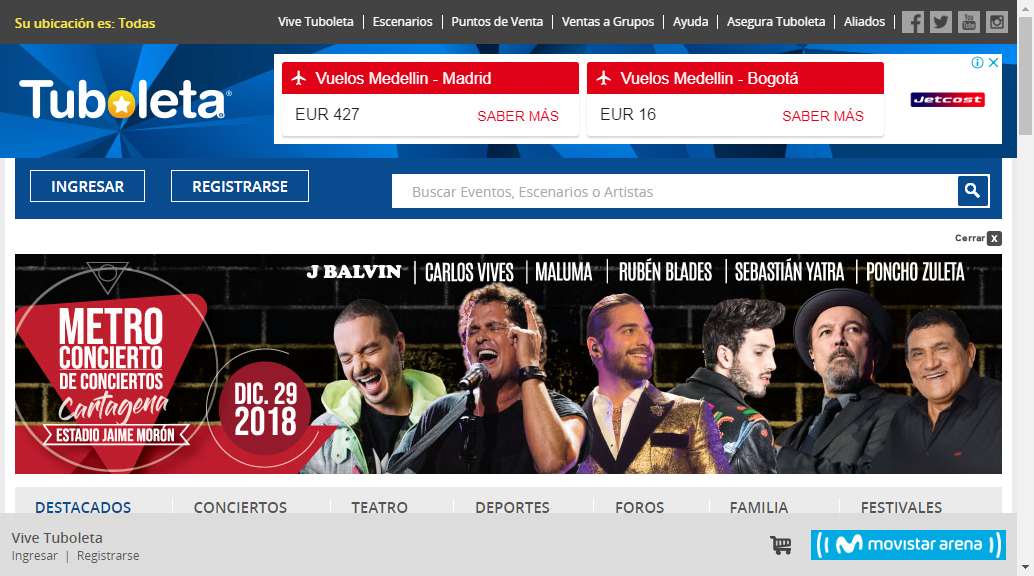 Su ubicación es: Todas
Vive Tuboleta | Escenarios | Puntos de Venta | Ventas a Grupos | Ayuda | Asegura Tuboleta | Aliados
You Tube
Tuboleta®
Vuelos Medellin - Madrid
EUR 427 SABER MÁS
Vuelos Medellin - Bogotá
EUR 16 SABER MÁS
Jetcost
INGRESAR REGISTRARSE Buscar Eventos, Escenarios o Artistas
Cerrar X
J BALVIN | CARLOS VIVES | MALUMA | RUBÉN BLADES | SEBASTIÁN YATRA | PONCHO ZULETA
METRO
CONCIERTO
DE CONCIERTOS
Cartagena
ESTADIO JAIME MORÓN
DIC. 29
2018
DESTACADOS CONCIERTOS TEATRO DEPORTES FOROS FAMILIA FESTIVALES
Vive Tuboleta
Ingresar | Registrarse
movistar arena